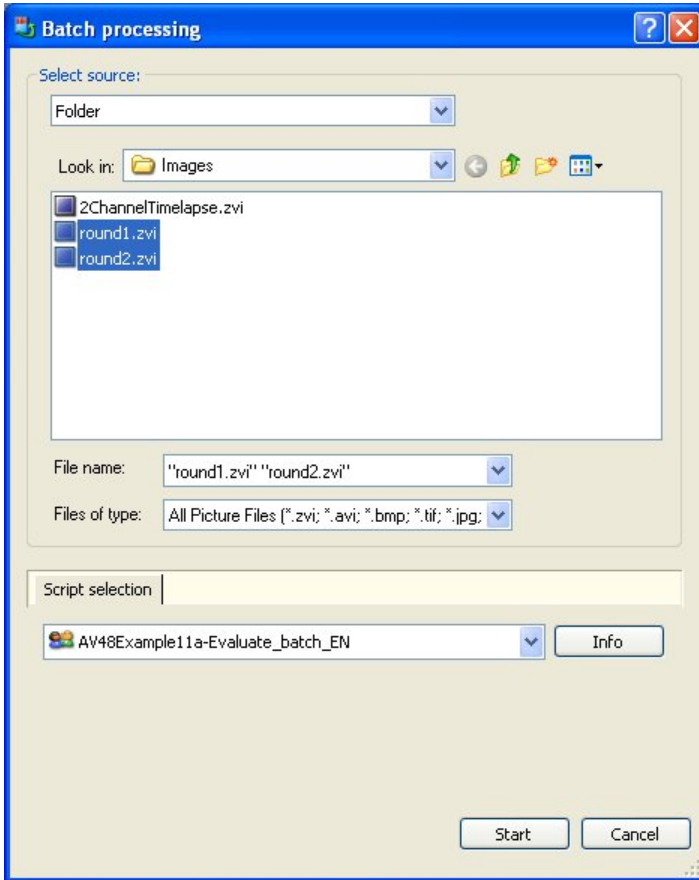 Batch processing
Select source:
Folder
Look in: Images
2ChannelTimelapse.zvi
round1.zvi
round2.zvi
File name: "round1.zvi" "round2.zvi"
Files of type: All Picture Files (*.zvi; *.avi; *.bmp; *.tif; *.jpg;
Script selection
AV48Example11a-Evaluate_batch_EN Info
Start Cancel